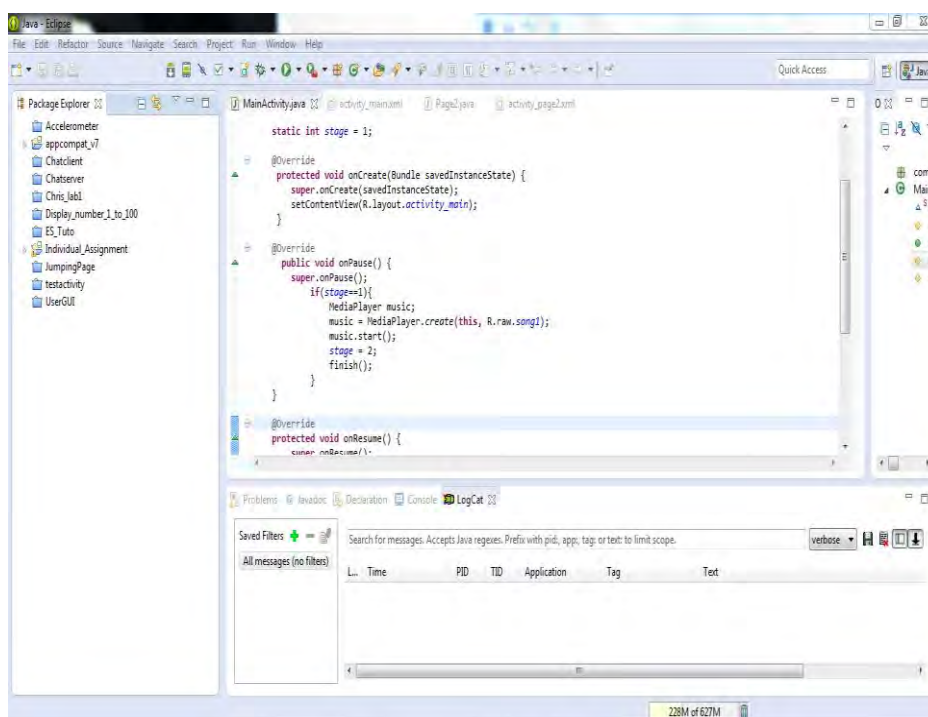 Java - Eclipse
File Edit Refactor Source Navigate Search Project Run Window Help
Quick Access
Java
Package Explorer
Accelerometer
appcompat_v7
Chatclient
Chatserver
Chris_lab1
Display_number_1_to_100
ES_Tuto
Individual_Assignment
JumpingPage
testactivity
UserGUI
MainActivity.java activity_main.xml Page2.java activity_page2.xml
static int stage = 1;
@Override
protected void onCreate(Bundle savedInstanceState) {
super.onCreate(savedInstanceState);
setContentView(R.layout.activity_main);
}
@Override
public void onPause() {
super.onPause();
if(stage==1){
MediaPlayer music;
music = MediaPlayer.create(this, R.raw.song1);
music.start();
stage = 2;
finish();
}
}
@Override
protected void onResume() {
super.onResume();
com
Mai
Problems Javadoc Declaration Console LogCat
Saved Filters
All messages (no filters)
Search for messages. Accepts Java regexes. Prefix with pid:, app:, tag: or text: to limit scope.
verbose
L... Time PID TID Application Tag Text
228M of 627M